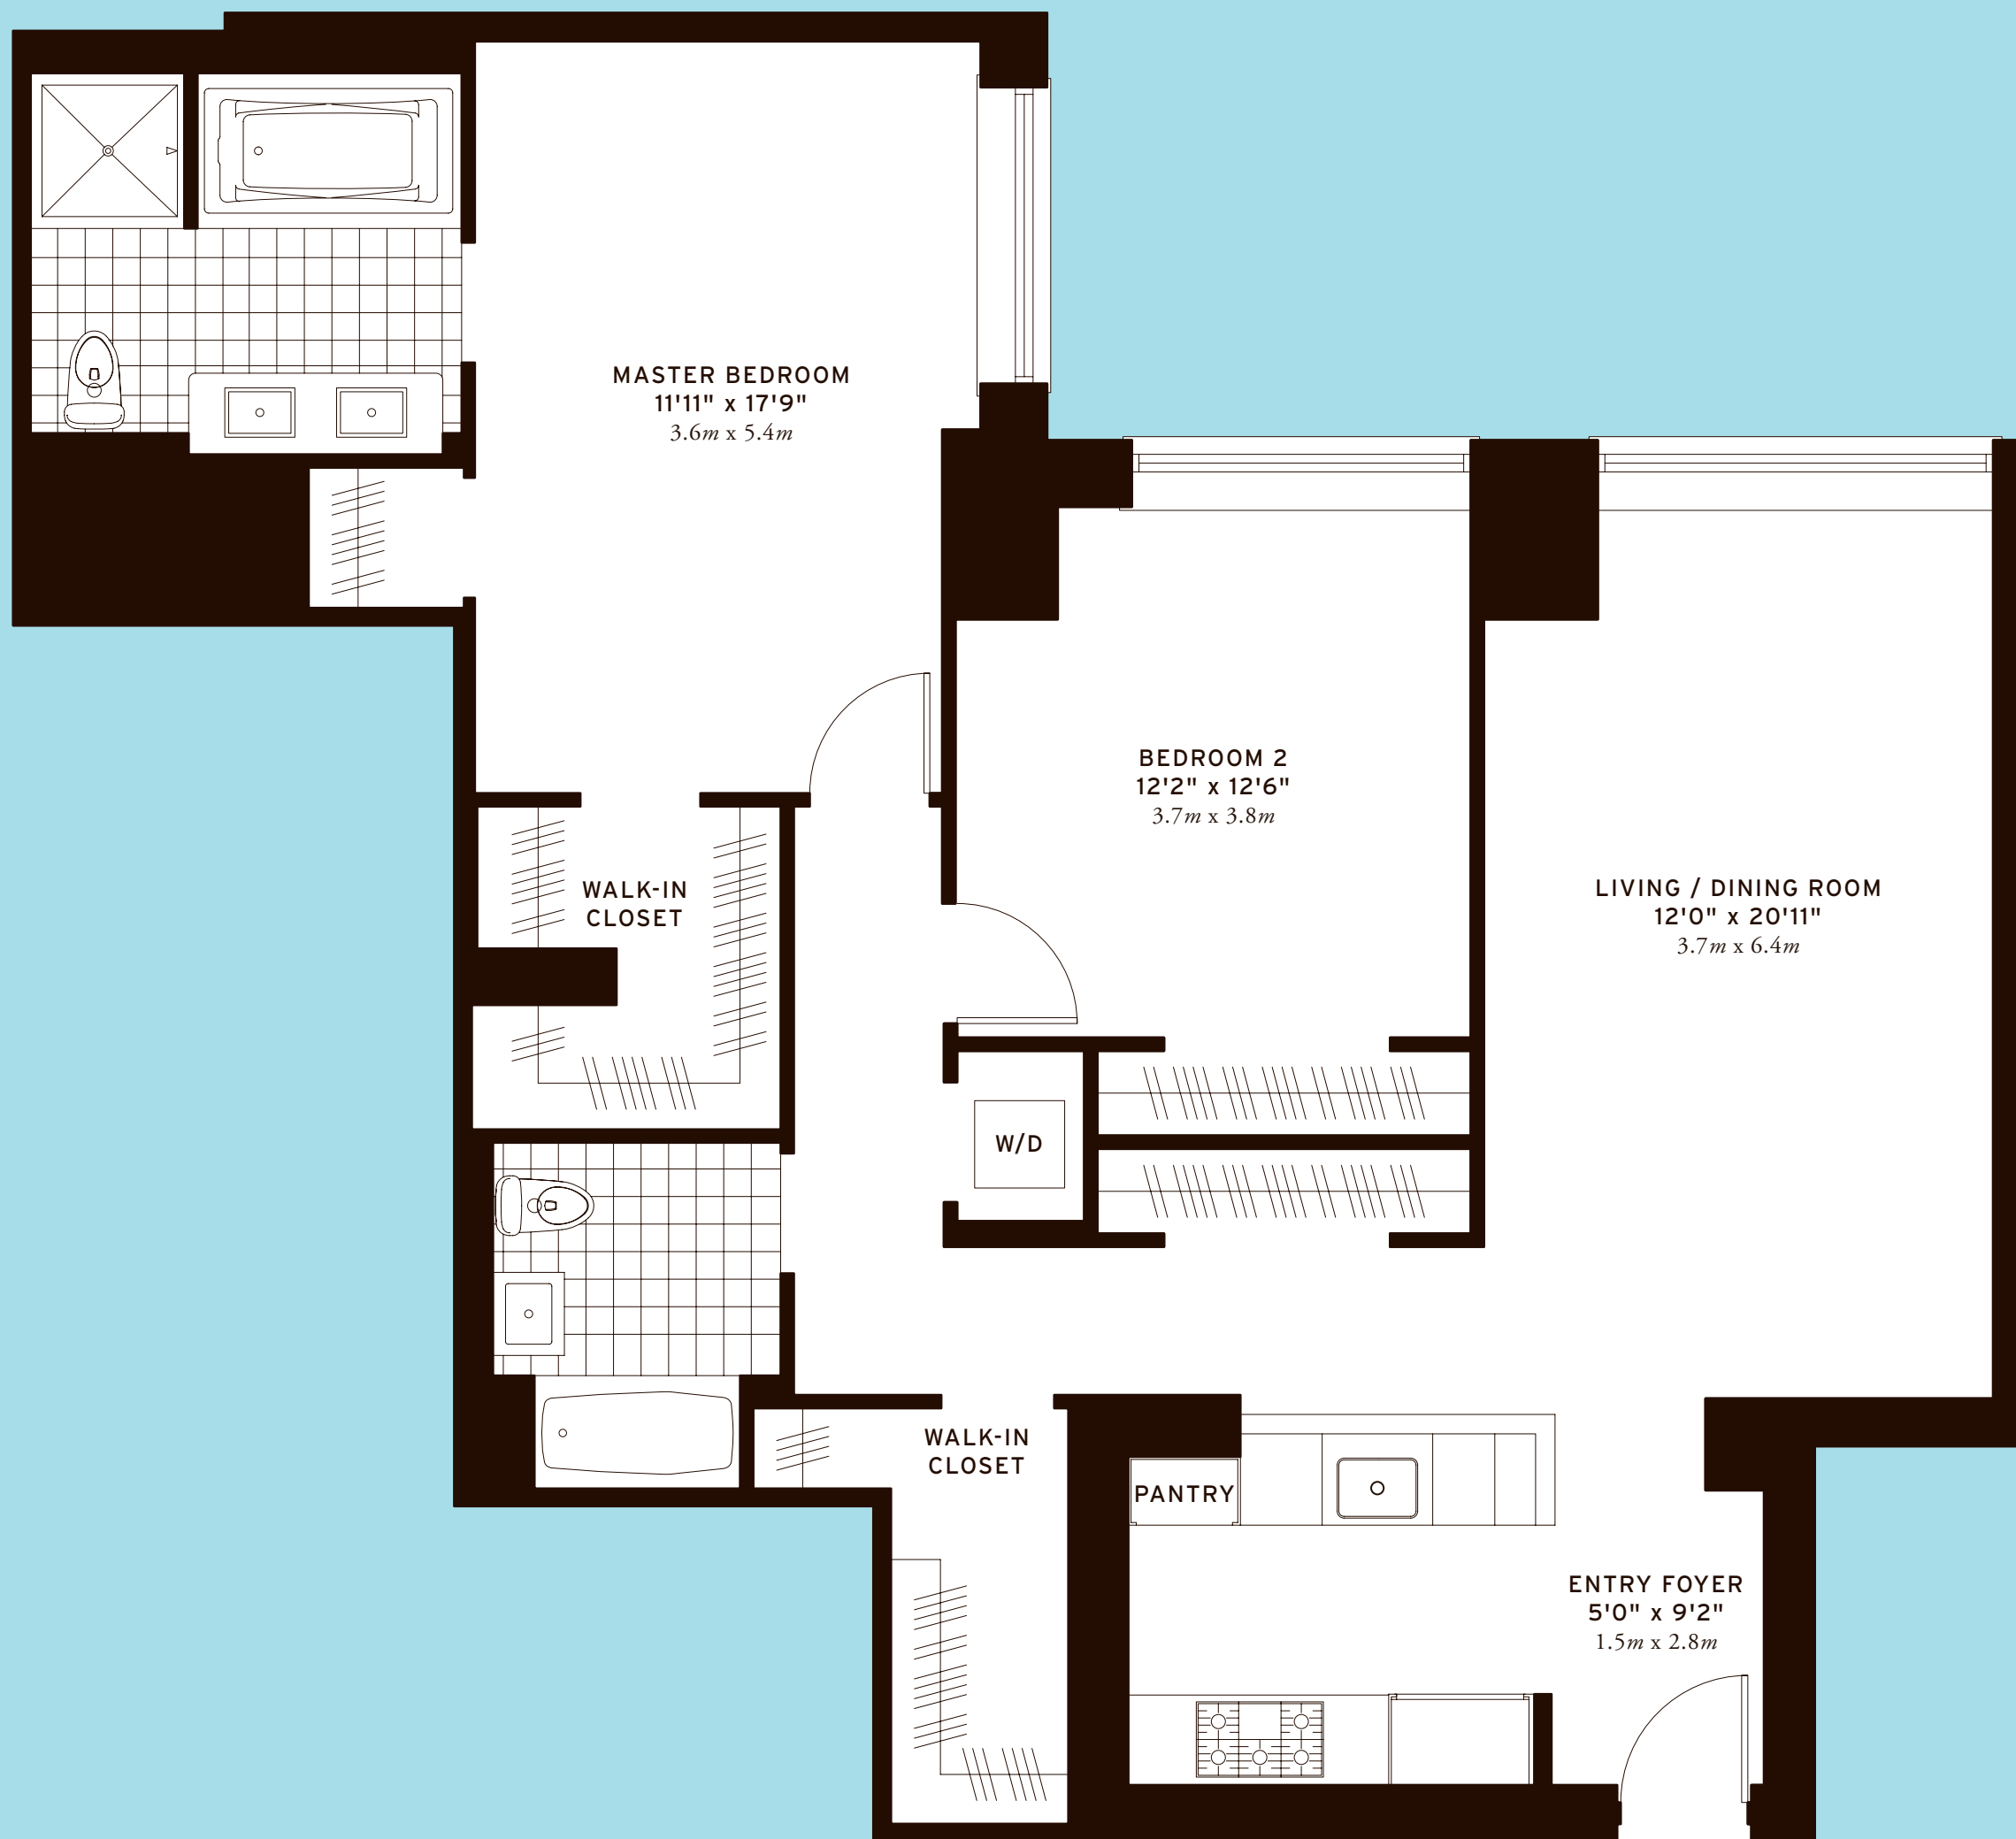 MASTER BEDROOM
11'11" x 17'9"
3.6m x 5.4m
BEDROOM 2
12'2" x 12'6"
3.7m x 3.8m
LIVING / DINING ROOM
12'0" x 20'11"
3.7m x 6.4m
WALK-IN
CLOSET
W/D
WALK-IN
CLOSET
PANTRY
ENTRY FOYER
5'0" x 9'2"
1.5m x 2.8m